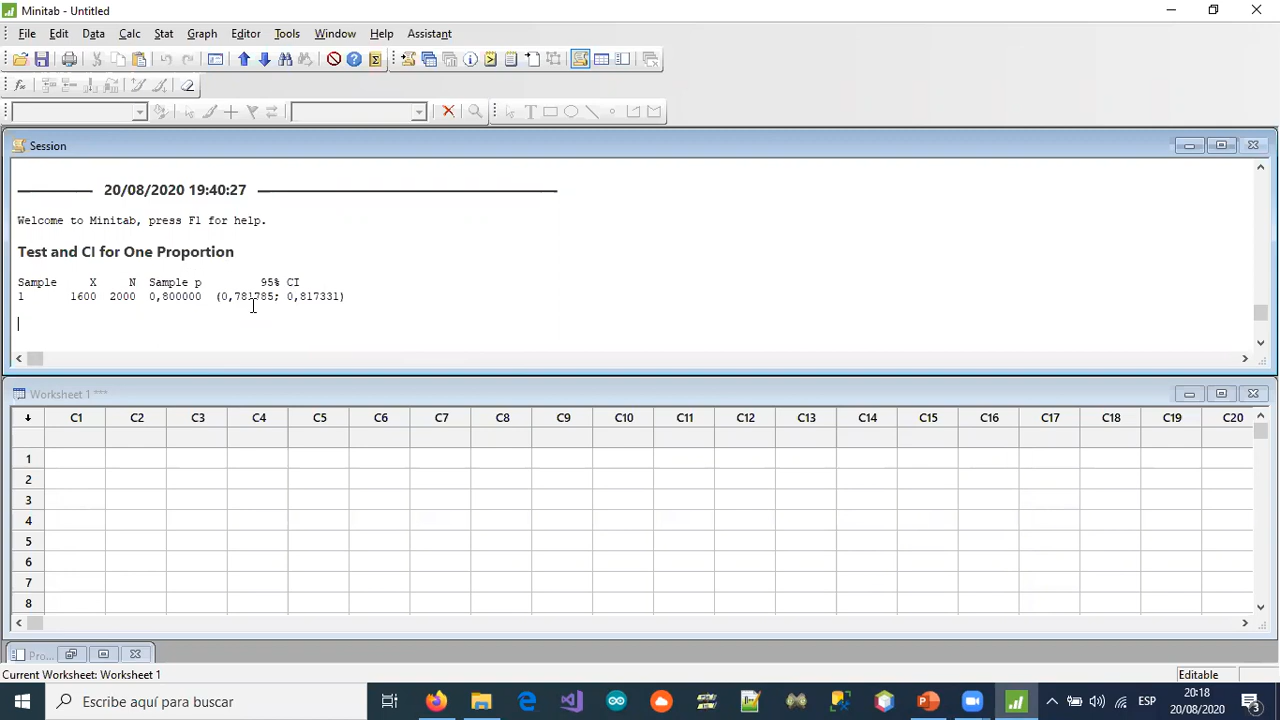 Minitab - Untitled
File Edit Data Calc Stat Graph Editor Tools Window Help Assistant
Session
20/08/2020 19:40:27
Welcome to Minitab, press F1 for help.
Test and CI for One Proportion
Sample X N Sample p 95% CI
1 1600 2000 0,800000 (0,781785; 0,817331)
Worksheet 1 ***
C1 C2 C3 C4 C5 C6 C7 C8 C9 C10 C11 C12 C13 C14 C15 C16 C17 C18 C19 C20
1
2
3
4
5
6
7
8
Pro...
Current Worksheet: Worksheet 1
Editable
Escribe aquí para buscar
ESP
20:18
20/08/2020
3